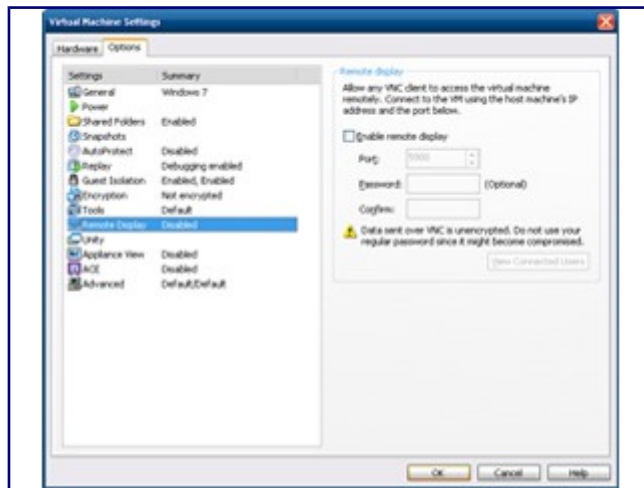 Virtual Machine Settings
Hardware Options
Settings Summary
General Windows 7
Power
Shared Folders Enabled
Snapshots
AutoProtect Disabled
Replay Debugging enabled
Guest Isolation Enabled, Enabled
Encryption Not encrypted
Tools Default
Remote Display Disabled
Unity
Appliance View Disabled
ACE Disabled
Advanced Default/Default
Remote display
Allow any VNC client to access the virtual machine
remotely. Connect to the VM using the host machine's IP
address and the port below.
Enable remote display
Port: 5900
Password: (Optional)
Confirm:
Data sent over VNC is unencrypted. Do not use your
regular password since it might become compromised.
View Connected Users
OK Cancel Help